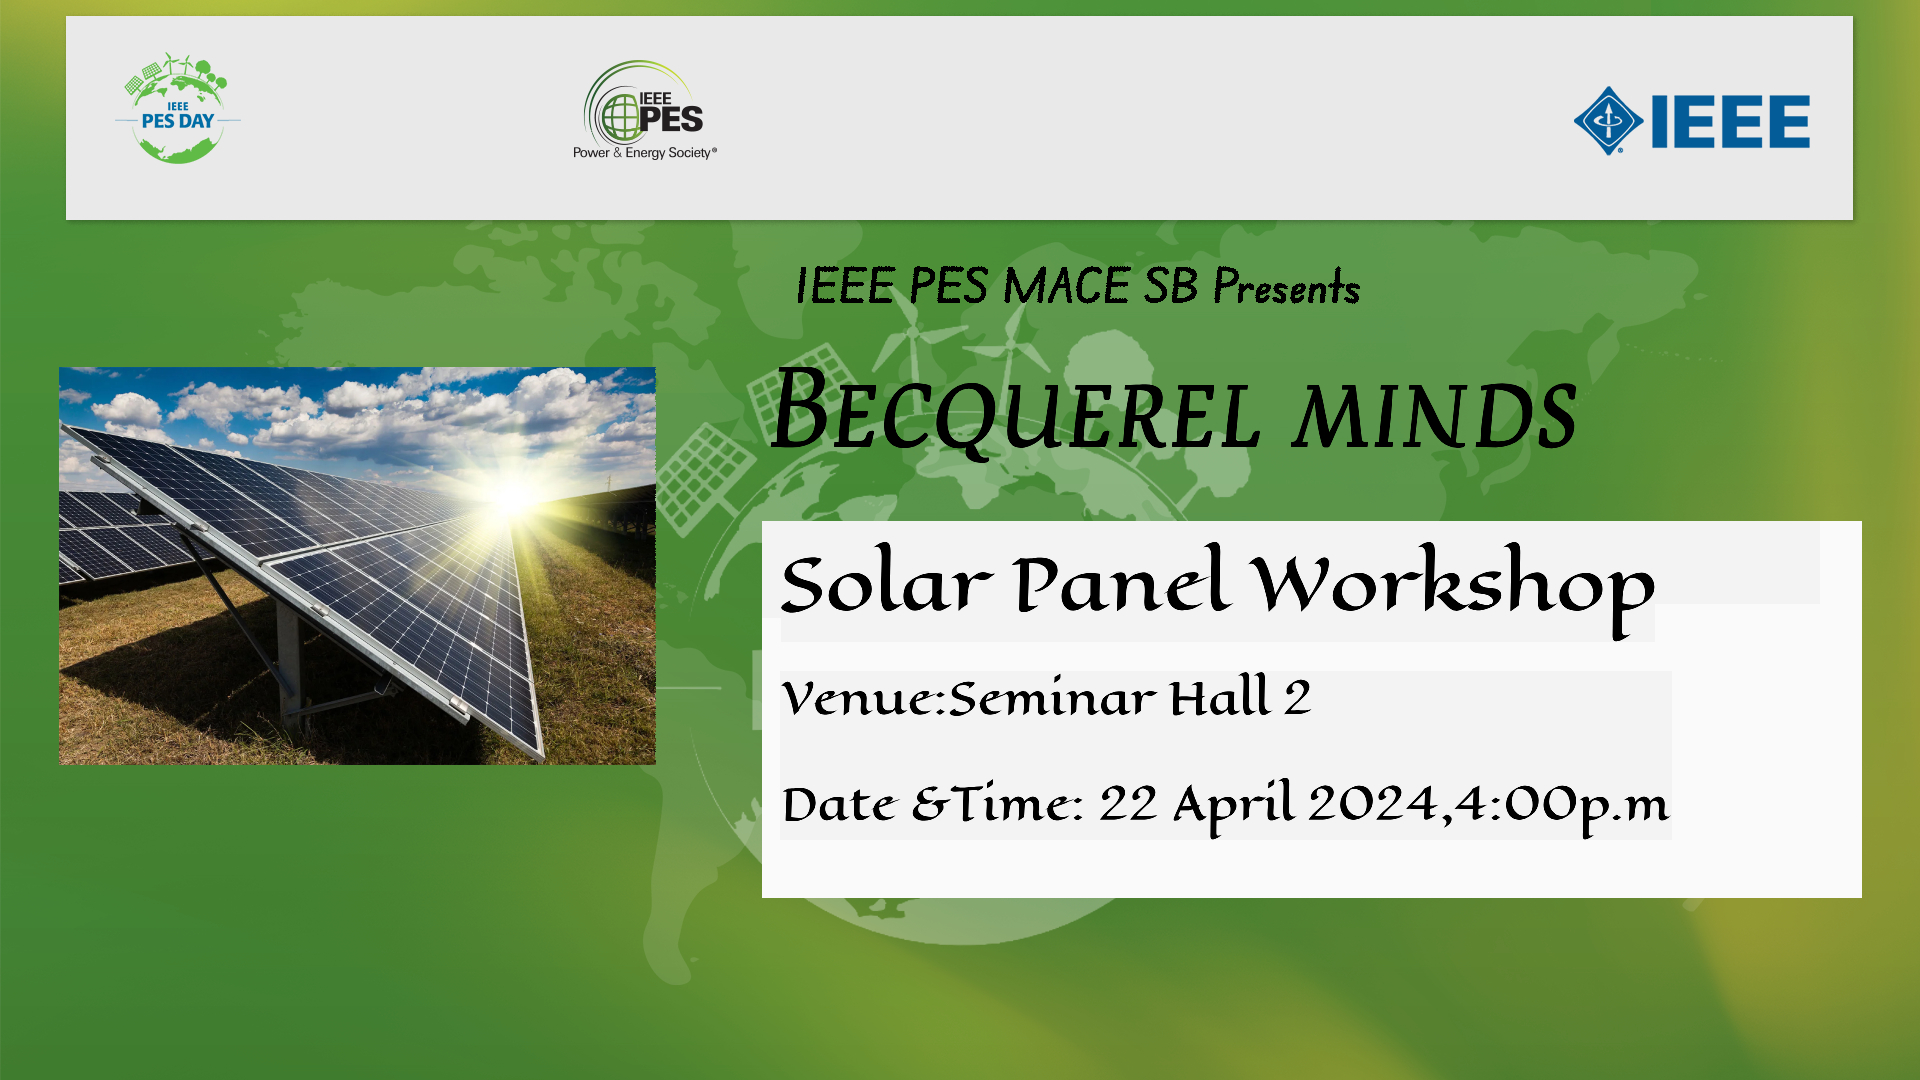 IEEE
PES DAY
IEEE
PES
Power & Energy Society®
IEEE
IEEE PES MACE SB Presents
BECQUEREL MINDS
Solar Panel Workshop
Venue:Seminar Hall 2
Date &Time: 22 April 2024,4:00p.m